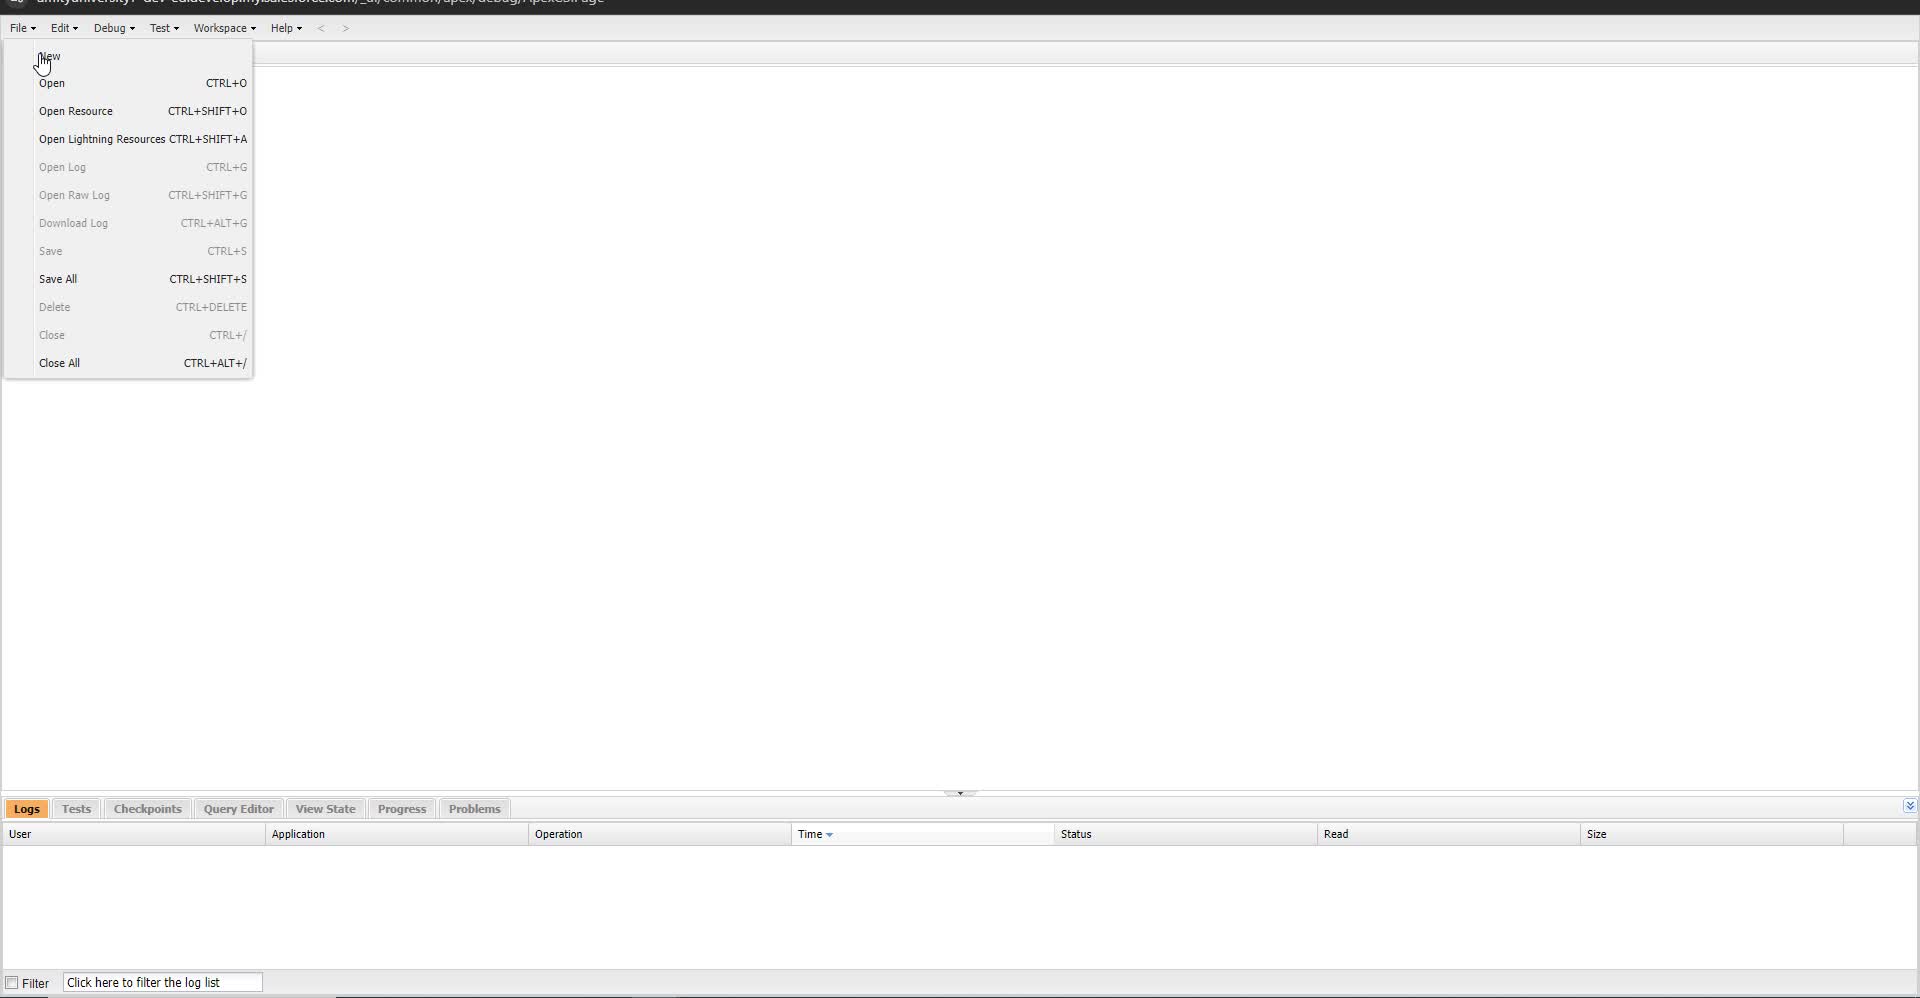 File Edit Debug Test Workspace Help < >
New
Open CTRL+O
Open Resource CTRL+SHIFT+O
Open Lightning Resources CTRL+SHIFT+A
Open Log CTRL+G
Open Raw Log CTRL+SHIFT+G
Download Log CTRL+ALT+G
Save CTRL+S
Save All CTRL+SHIFT+S
Delete CTRL+DELETE
Close CTRL+/
Close All CTRL+ALT+/
Logs Tests Checkpoints Query Editor View State Progress Problems
User Application Operation Time Status Read Size
Filter Click here to filter the log list